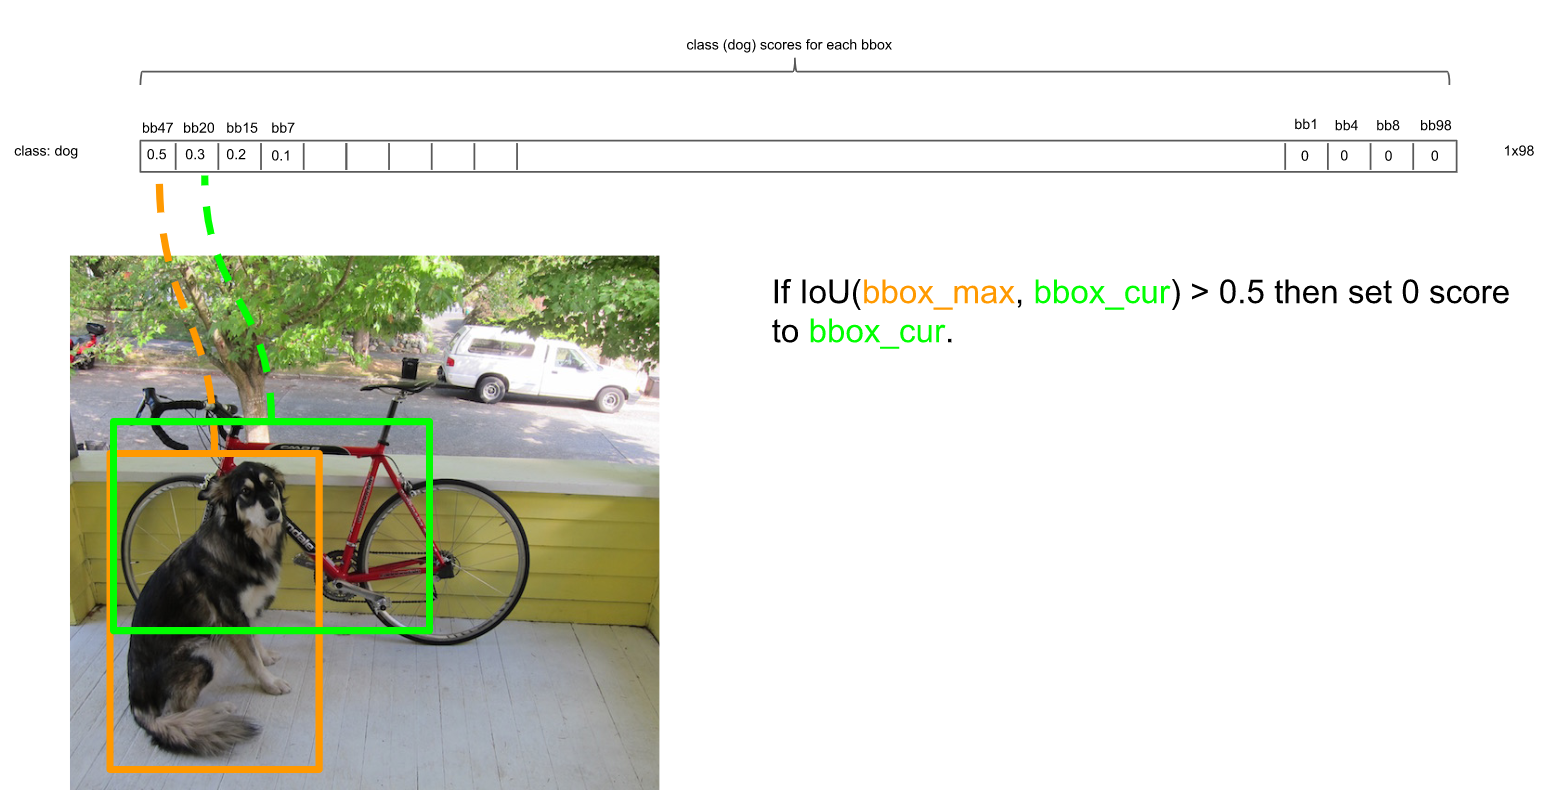 class (dog) scores for each bbox
bb47 bb20 bb15 bb7 bb1 bb4 bb8 bb98
class: dog 0.5 0.3 0.2 0.1 0 0 0 0 1x98
If IoU(bbox_max, bbox_cur) > 0.5 then set 0 score
to bbox_cur.
ndale